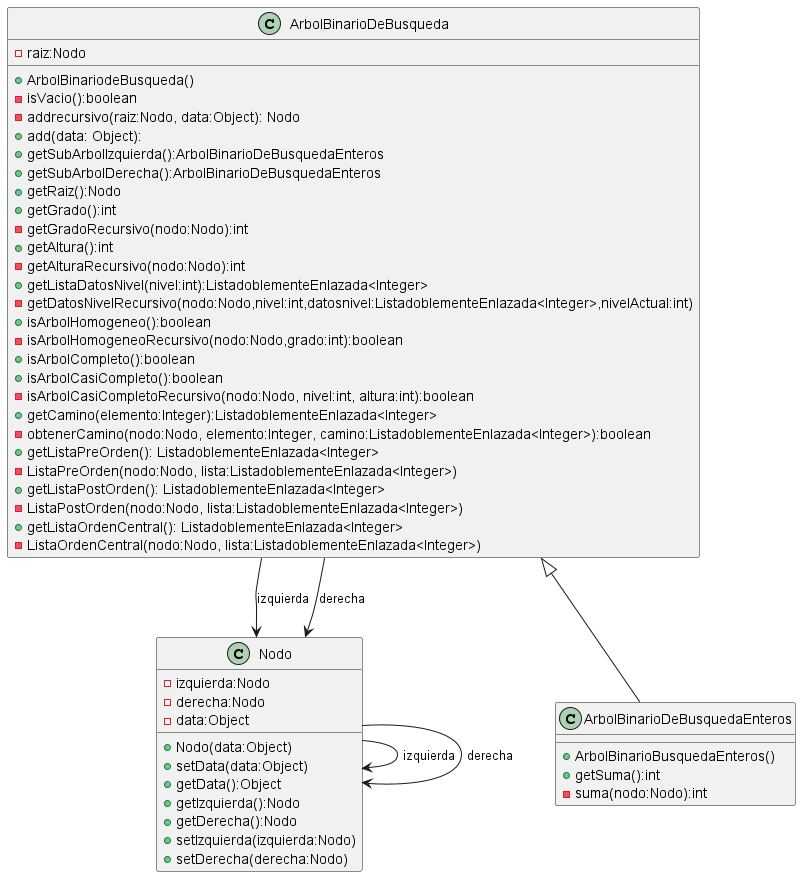 C ArbolBinarioDeBusqueda
raiz:Nodo
ArbolBinariodeBusqueda()
isVacio():boolean
addrecursivo(raiz:Nodo, data:Object): Nodo
add(data: Object):
getSubArbolIzquierda():ArbolBinarioDeBusquedaEnteros
getSubArbolDerecha():ArbolBinarioDeBusquedaEnteros
getRaiz():Nodo
getGrado():int
getGradoRecursivo(nodo:Nodo):int
getAltura():int
getAlturaRecursivo(nodo:Nodo):int
getListaDatosNivel(nivel:int):ListadoblementeEnlazada<Integer>
getDatosNivelRecursivo(nodo:Nodo,nivel:int,datosnivel:ListadoblementeEnlazada<Integer>,nivelActual:int)
isArbolHomogeneo():boolean
isArbolHomogeneoRecursivo(nodo:Nodo,grado:int):boolean
isArbolCompleto():boolean
isArbolCasiCompleto():boolean
isArbolCasiCompletoRecursivo(nodo:Nodo, nivel:int, altura:int):boolean
getCamino(elemento:Integer):ListadoblementeEnlazada<Integer>
obtenerCamino(nodo:Nodo, elemento:Integer, camino:ListadoblementeEnlazada<Integer>):boolean
getListaPreOrden(): ListadoblementeEnlazada<Integer>
ListaPreOrden(nodo:Nodo, lista:ListadoblementeEnlazada<Integer>)
getListaPostOrden(): ListadoblementeEnlazada<Integer>
ListaPostOrden(nodo:Nodo, lista:ListadoblementeEnlazada<Integer>)
getListaOrdenCentral(): ListadoblementeEnlazada<Integer>
ListaOrdenCentral(nodo:Nodo, lista:ListadoblementeEnlazada<Integer>)
izquierda
derecha
C Nodo
izquierda:Nodo
derecha:Nodo
data:Object
Nodo(data:Object)
setData(data:Object)
getData():Object
getIzquierda():Nodo
getDerecha():Nodo
setIzquierda(izquierda:Nodo)
setDerecha(derecha:Nodo)
izquierda
derecha
C ArbolBinarioDeBusquedaEnteros
ArbolBinarioBusquedaEnteros()
getSuma():int
suma(nodo:Nodo):int